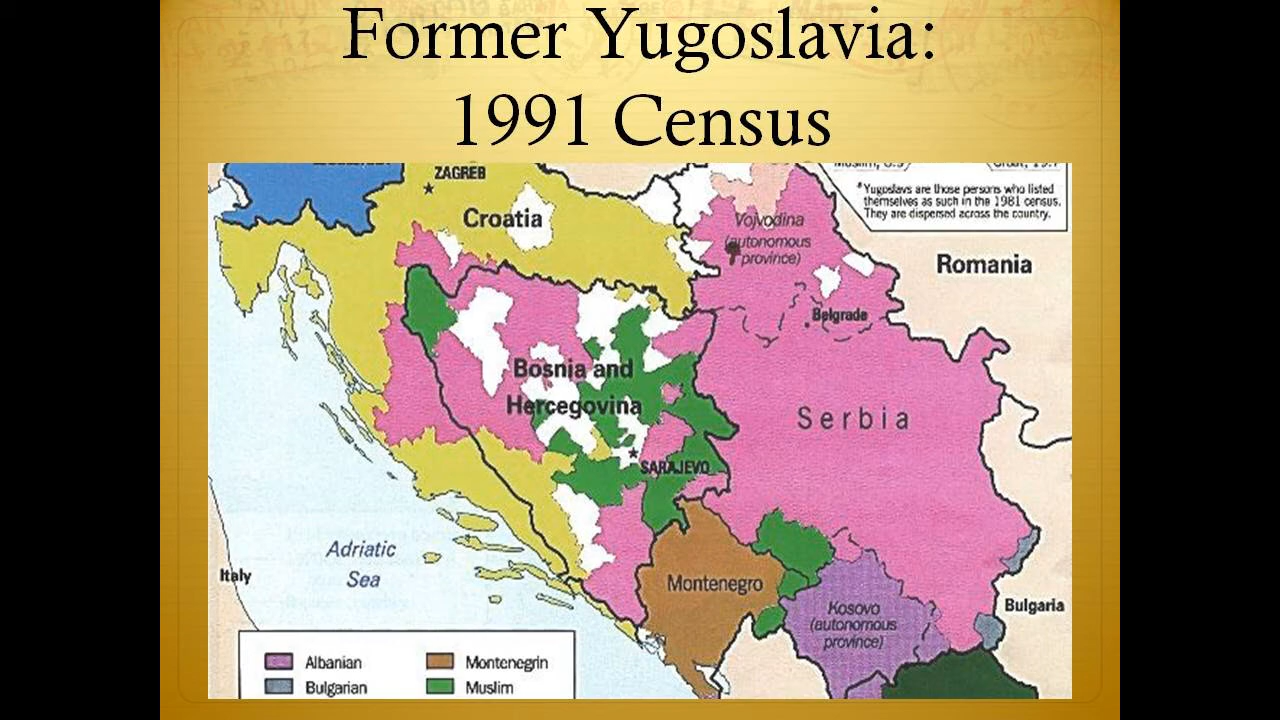 Former Yugoslavia:
1991 Census
ZAGREB
Croatia
Vojvodina
(autonomous
province)
*Yugoslavs are those persons who listed
themselves as such in the 1981 census.
They are dispersed across the country.
Romania
Belgrade
Bosnia and
Hercegovina
Serbia
SARAJEVO
Adriatic
Sea
Italy
Montenegro
Kosovo
(autonomous
province)
Bulgaria
Albanian
Montenegrin
Bulgarian
Muslim